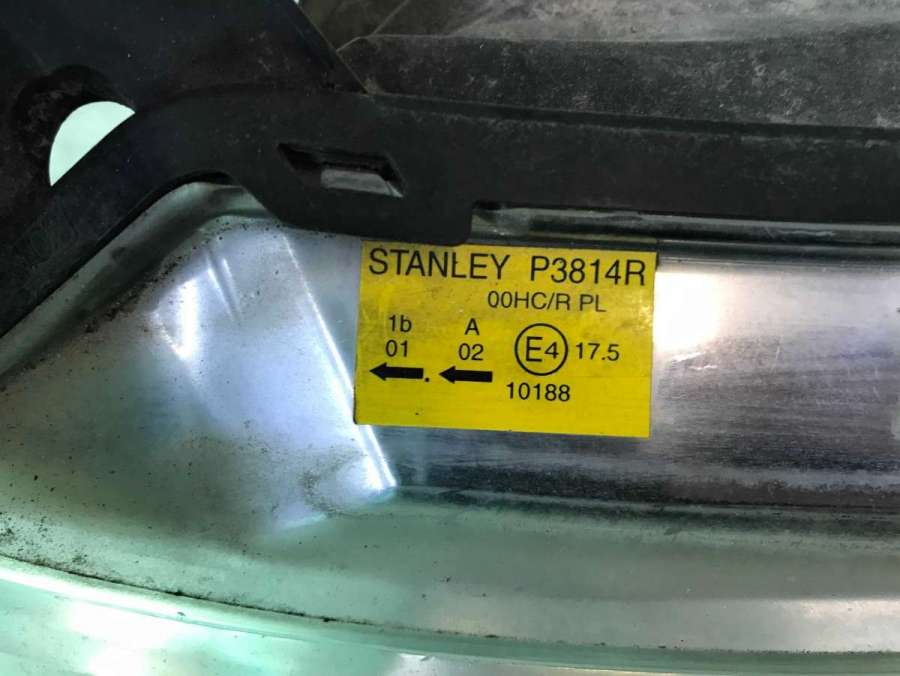 STANLEY P3814R
00HC/R PL
1b A
01 02 E4 17.5
10188